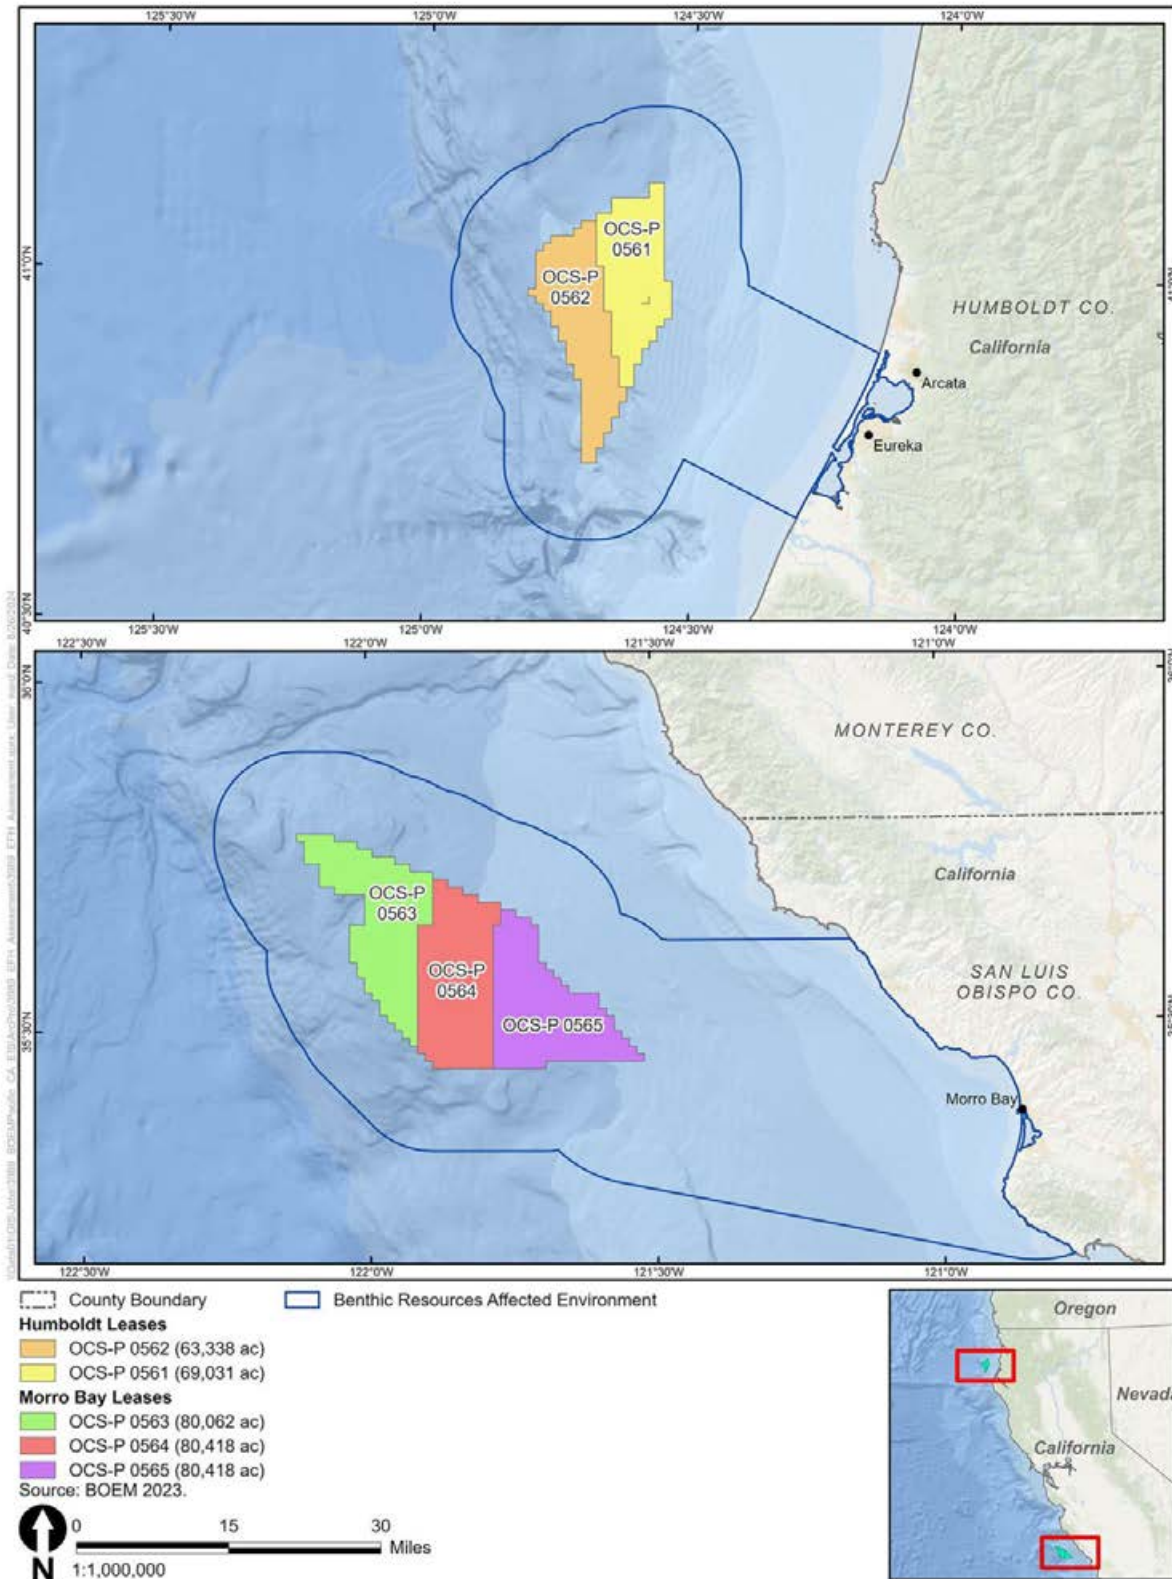 125°30'W 125°0'W 124°30'W 124°0'W
OCS-P
0561
OCS-P
0562
41°0'N
HUMBOLDT CO.
California
Arcata
Eureka
40°30'N
125°30'W 125°0'W 124°30'W 124°0'W
122°30'W 122°0'W 121°30'W 121°0'W
36°0'N
MONTEREY CO.
California
OCS-P
0563
OCS-P
0564
OCS-P 0565
SAN LUIS
OBISPO CO.
35°30'N
Morro Bay
122°30'W 122°0'W 121°30'W 121°0'W
County Boundary
Benthic Resources Affected Environment
Humboldt Leases
OCS-P 0562 (63,338 ac)
OCS-P 0561 (69,031 ac)
Morro Bay Leases
OCS-P 0563 (80,062 ac)
OCS-P 0564 (80,418 ac)
OCS-P 0565 (80,418 ac)
Source: BOEM 2023.
N
0 15 30
Miles
1:1,000,000
Oregon
Nevad
California